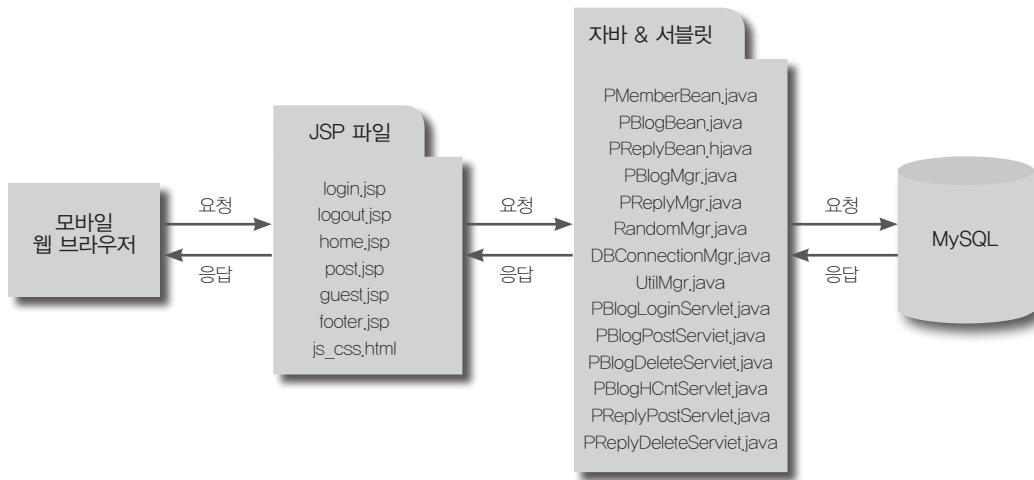 모바일
웹 브라우저
요청
응답
JSP 파일
login.jsp
logout.jsp
home.jsp
post.jsp
guest.jsp
footer.jsp
js_css.html
요청
응답
자바 & 서블릿
PMemberBean.java
PBlogBean.java
PReplyBean.hjava
PBlogMgr.java
PReplyMgr.java
RandomMgr.java
DBConnectionMgr.java
UtilMgr.java
PBlogLoginServlet.java
PBlogPostServiet.java
PBlogDeleteServiet.java
PBlogHCntServlet.java
PReplyPostServlet.java
PReplyDeleteServiet.java
요청
응답
MySQL